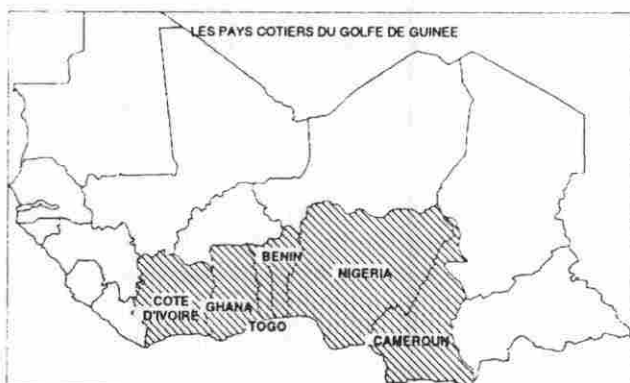 LES PAYS COTIERS DU GOLFE DE GUINEE
BENIN
NIGERIA
COTE
D'IVOIRE
GHANA
TOGO
CAMEROUN